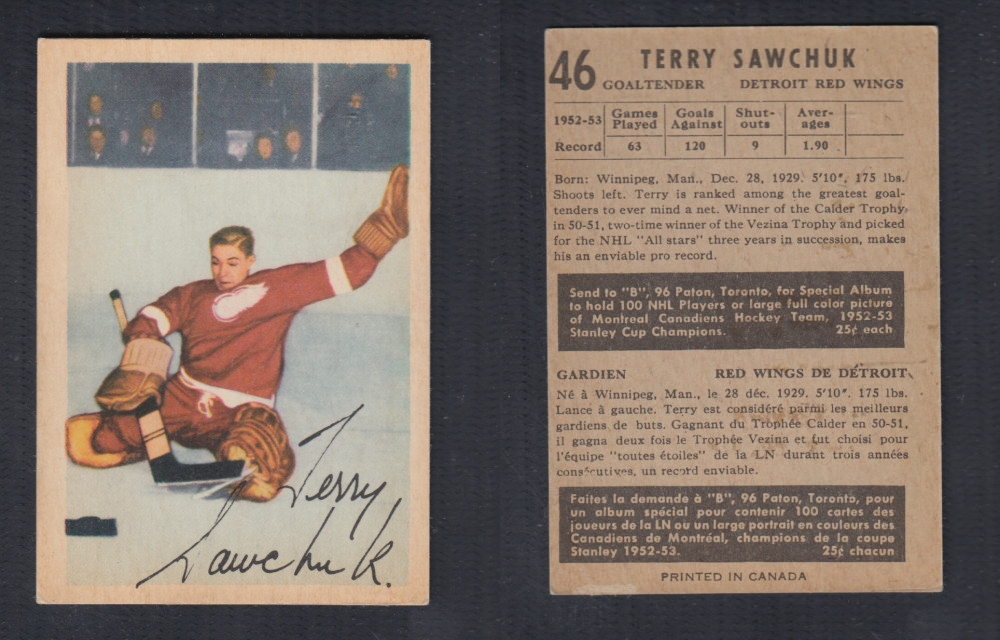 Terry
Sawchuk.
46
TERRY SAWCHUK
GOALTENDER DETROIT RED WINGS
1952-53 Games Played Goals Against Shut-outs Aver-ages
Record 63 120 9 1.90
Born: Winnipeg, Man., Dec. 28, 1929. 5'10", 175 lbs.
Shoots left. Terry is ranked among the greatest goal-
tenders to ever mind a net. Winner of the Calder Trophy
in 50-51, two-time winner of the Vezina Trophy and picked
for the NHL "All stars" three years in succession, makes
his an enviable pro record.
Send to "B", 96 Paton, Toronto, for Special Album
to hold 100 NHL Players or large full color picture
of Montreal Canadiens Hockey Team, 1952-53
Stanley Cup Champions. 25¢ each
GARDIEN RED WINGS DE DÉTROIT
Né à Winnipeg, Man., le 28 déc. 1929. 5'10". 175 lbs.
Lance à gauche. Terry est considéré parmi les meilleurs
gardiens de buts. Gagnant du Trophée Calder en 50-51,
il gagna deux fois le Trophée Vezina et fut choisi pour
l'équipe "toutes étoiles" de la LN durant trois années
consécutives, un record enviable.
Faites la demande à "B", 96 Paton, Toronto, pour
un album spécial pour contenir 100 cartes des
joueurs de la LN ou un large portrait en couleurs des
Canadiens de Montréal, champions de la coupe
Stanley 1952-53. 25¢ chacun
PRINTED IN CANADA